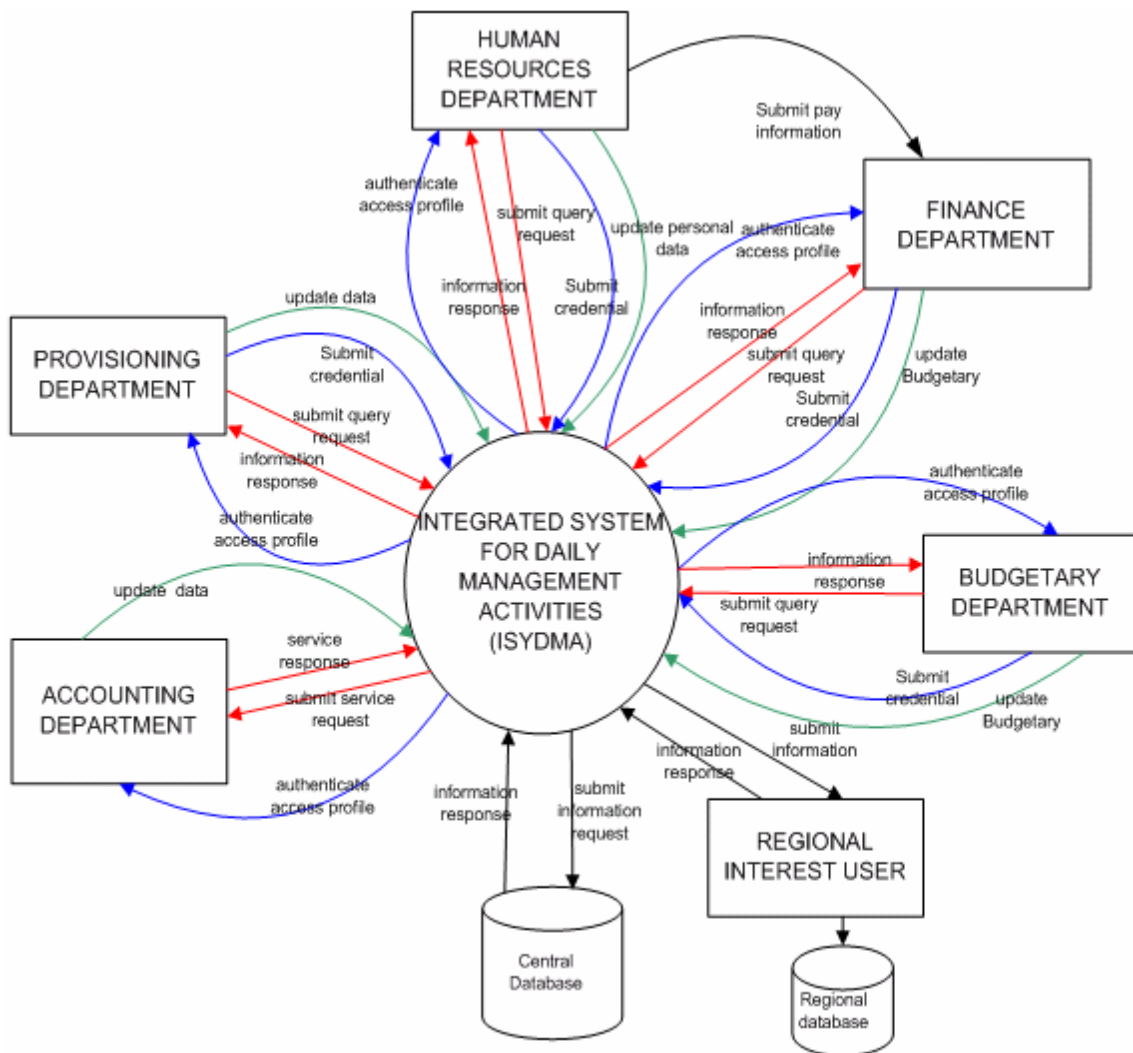 HUMAN
RESOURCES
DEPARTMENT
Submit pay
information
FINANCE
DEPARTMENT
authenticate
access profile
submit query
request
update personal
data
authenticate
access profile
information
response
Submit
credential
information
response
submit query
request
Submit
credential
update
Budgetary
update data
PROVISIONING
DEPARTMENT
Submit
credential
submit query
request
information
response
authenticate
access profile
INTEGRATED SYSTEM
FOR DAILY
MANAGEMENT
ACTIVITIES
(ISYDMA)
authenticate
access profile
information
response
BUDGETARY
DEPARTMENT
submit query
request
Submit
credential
update
Budgetary
update data
ACCOUNTING
DEPARTMENT
service
response
submit service
request
authenticate
access profile
information
response
submit
information
request
information
response
submit
information
REGIONAL
INTEREST USER
Central
Database
Regional
database